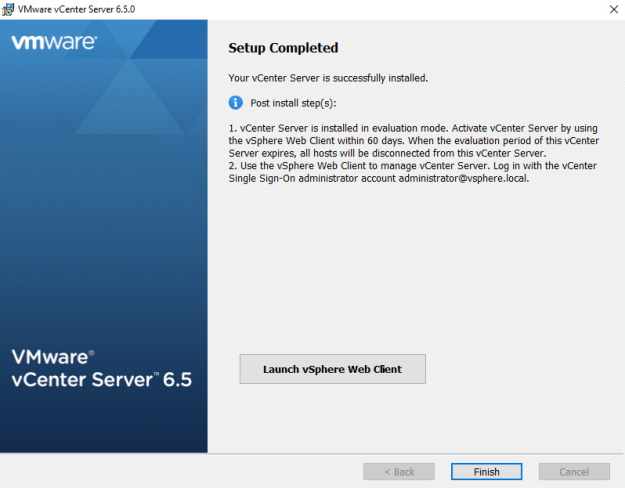 VMware vCenter Server 6.5.0
vmware®
Setup Completed
Your vCenter Server is successfully installed.
Post install step(s):
1. vCenter Server is installed in evaluation mode. Activate vCenter Server by using
the vSphere Web Client within 60 days. When the evaluation period of this vCenter
Server expires, all hosts will be disconnected from this vCenter Server.
2. Use the vSphere Web Client to manage vCenter Server. Log in with the vCenter
Single Sign-On administrator account administrator@vsphere.local.
VMware®
vCenter Server™ 6.5
Launch vSphere Web Client
< Back
Finish
Cancel